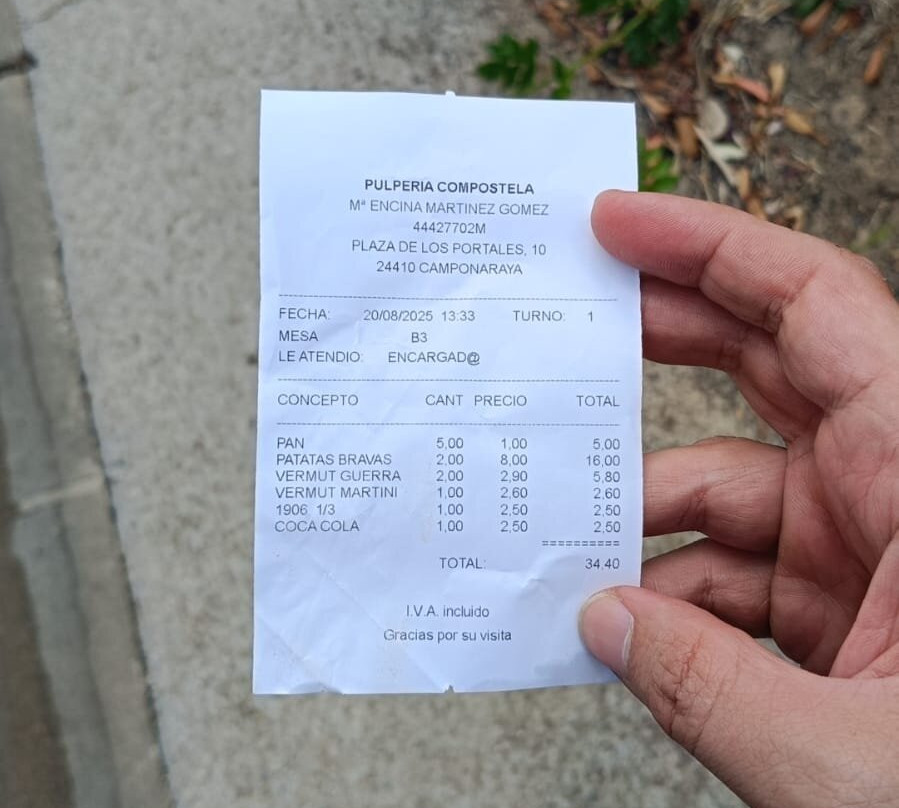 PULPERIA COMPOSTELA
Mª ENCINA MARTINEZ GOMEZ
44427702M
PLAZA DE LOS PORTALES, 10
24410 CAMPONARAYA
FECHA: 20/08/2025 13:33 TURNO: 1
MESA B3
LE ATENDIO: ENCARGAD@
CONCEPTO CANT PRECIO TOTAL
PAN 5,00 1,00 5,00
PATATAS BRAVAS 2,00 8,00 16,00
VERMUT GUERRA 2,00 2,90 5,80
VERMUT MARTINI 1,00 2,60 2,60
1906 1/3 1,00 2,50 2,50
COCA COLA 1,00 2,50 2,50
==========
TOTAL: 34,40
I.V.A. incluido
Gracias por su visita